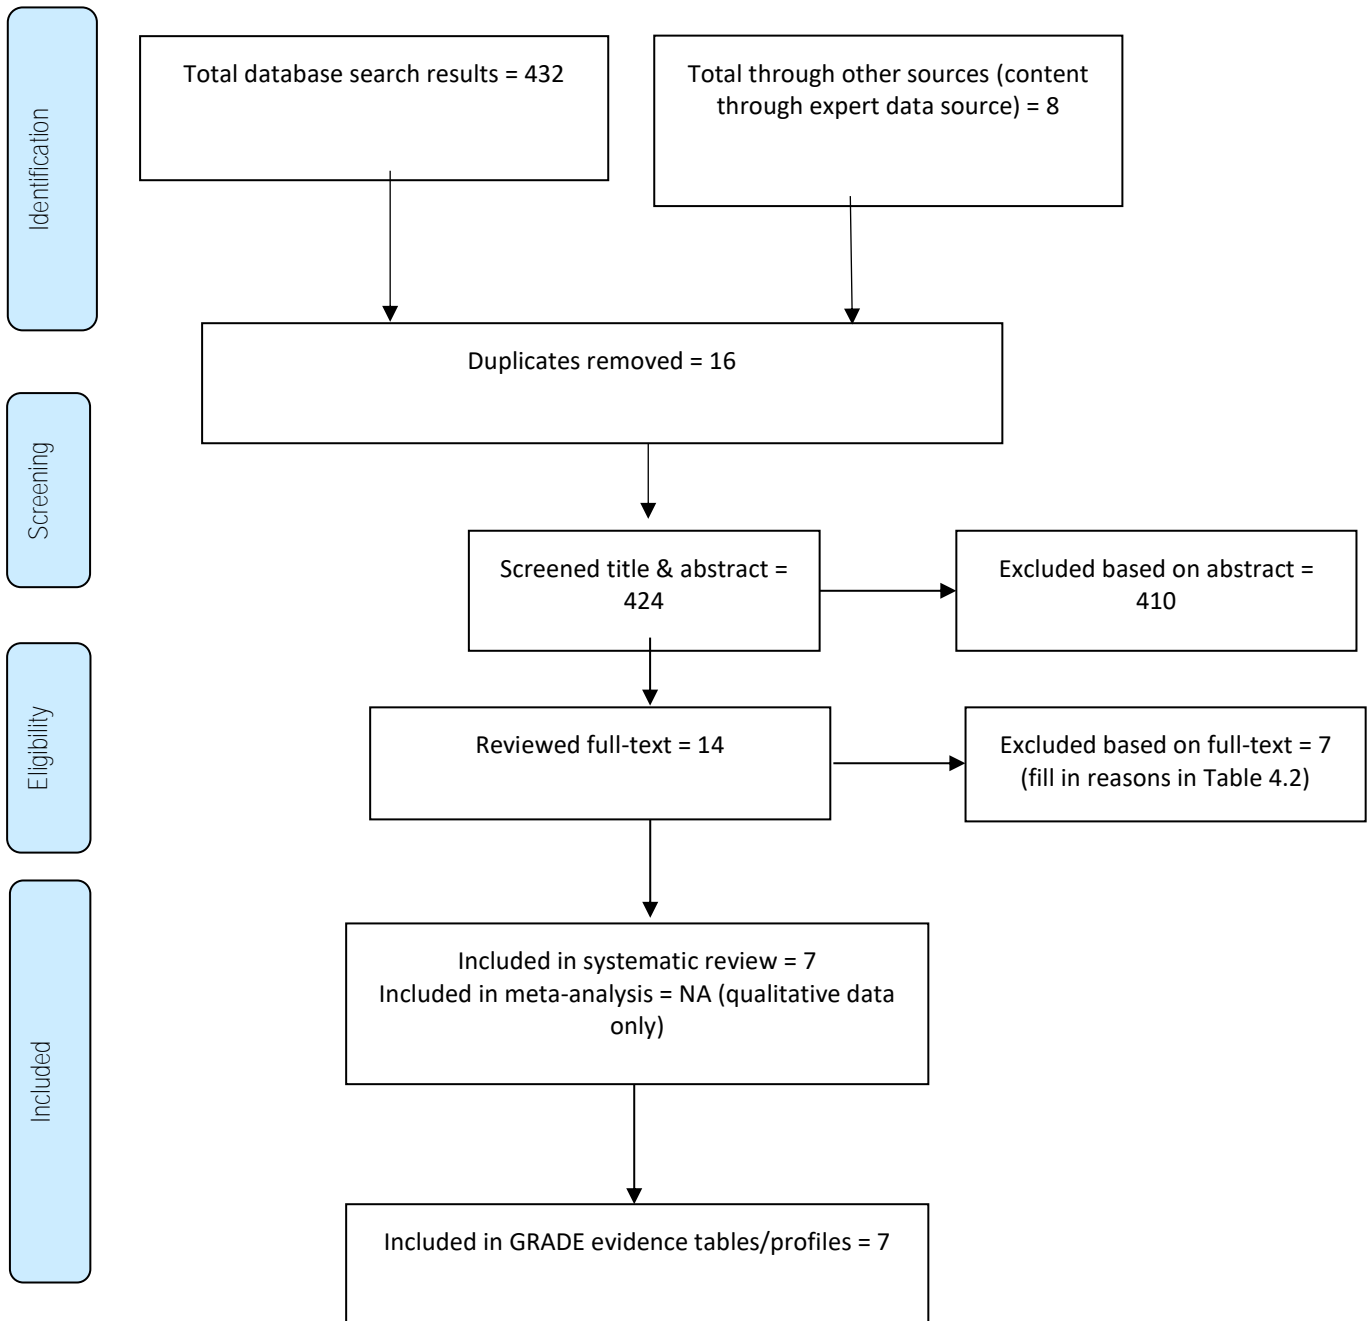 Identification
Total database search results = 432
Total through other sources (content
through expert data source) = 8
Duplicates removed = 16
Screening
Screened title & abstract =
424
Excluded based on abstract =
410
Eligibility
Reviewed full-text = 14
Excluded based on full-text = 7
(fill in reasons in Table 4.2)
Included
Included in systematic review = 7
Included in meta-analysis = NA (qualitative data
only)
Included in GRADE evidence tables/profiles = 7